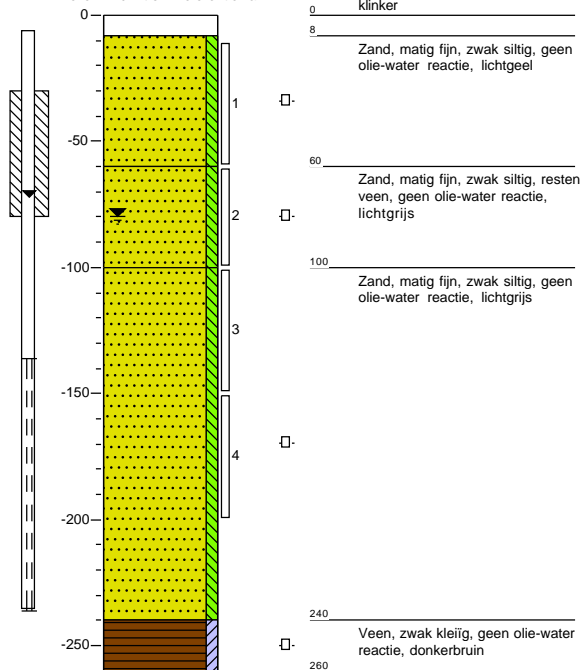 0
klinker
8
Zand, matig fijn, zwak siltig, geen
olie-water reactie, lichtgeel
60
Zand, matig fijn, zwak siltig, resten
veen, geen olie-water reactie,
lichtgrijs
100
Zand, matig fijn, zwak siltig, geen
olie-water reactie, lichtgrijs
240
Veen, zwak kleiïg, geen olie-water
reactie, donkerbruin
260
0
-50
-100
-150
-200
-250
1
2
3
4